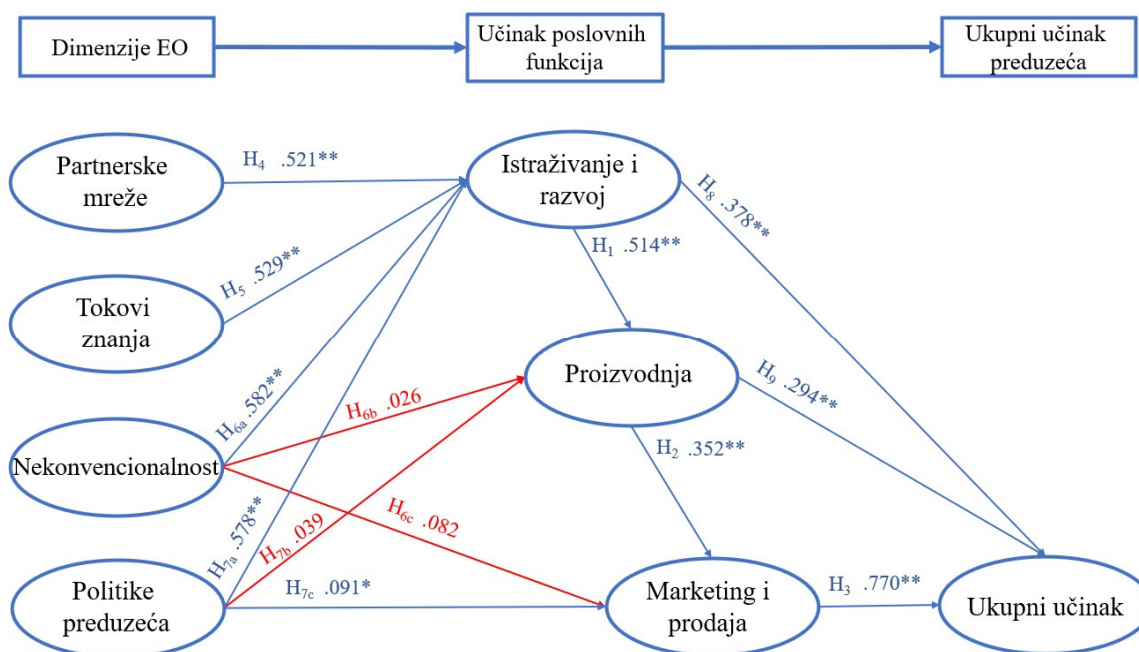 Dimenzije EO
Učinak poslovnih
funkcija
Ukupni učinak
preduzeća
Partnerske
mreže
H4 .521**
Istraživanje i
razvoj
H8 .378**
H1 .514**
Tokovi
znanja
H5 .529**
Proizvodnja
H9 .294**
H6a .582**
H6b .026
Nekonvencionalnost
H2 .352**
H6c .082
H7a .578**
H7b .039
Politike
preduzeća
H7c .091*
Marketing i
prodaja
H3 .770**
Ukupni učinak